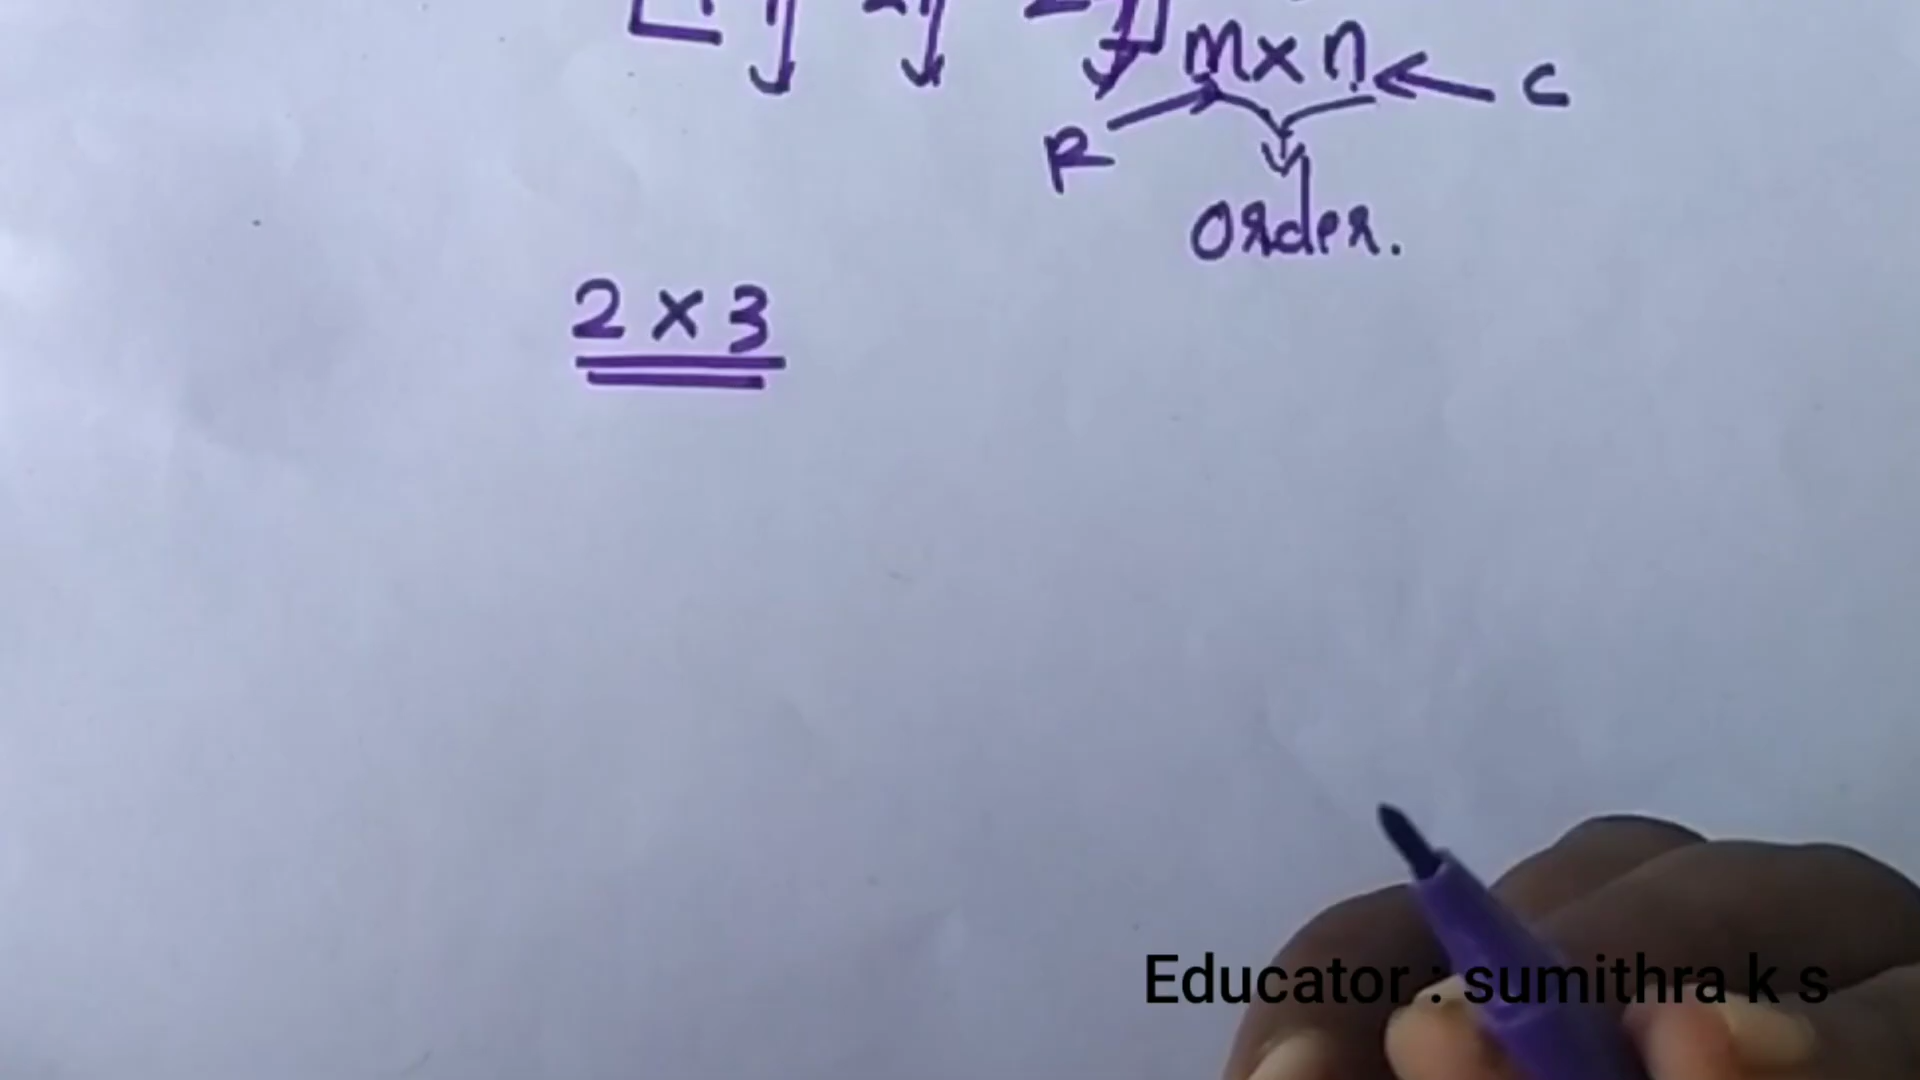 m×n ← C
R
Order.
2 × 3
Educator : sumithra k s